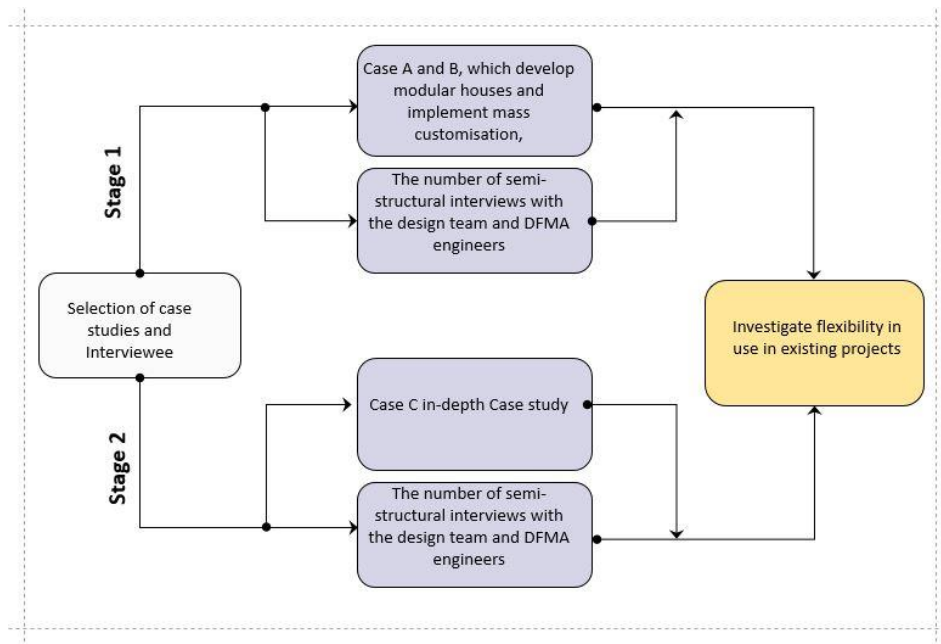 Case A and B, which develop
modular houses and
implement mass
customisation,
Stage 1
The number of semi-
structural interviews with
the design team and DFMA
engineers
Selection of case
studies and
Interviewee
Investigate flexibility in
use in existing projects
Stage 2
Case C in-depth Case study
The number of semi-
structural interviews with
the design team and DFMA
engineers